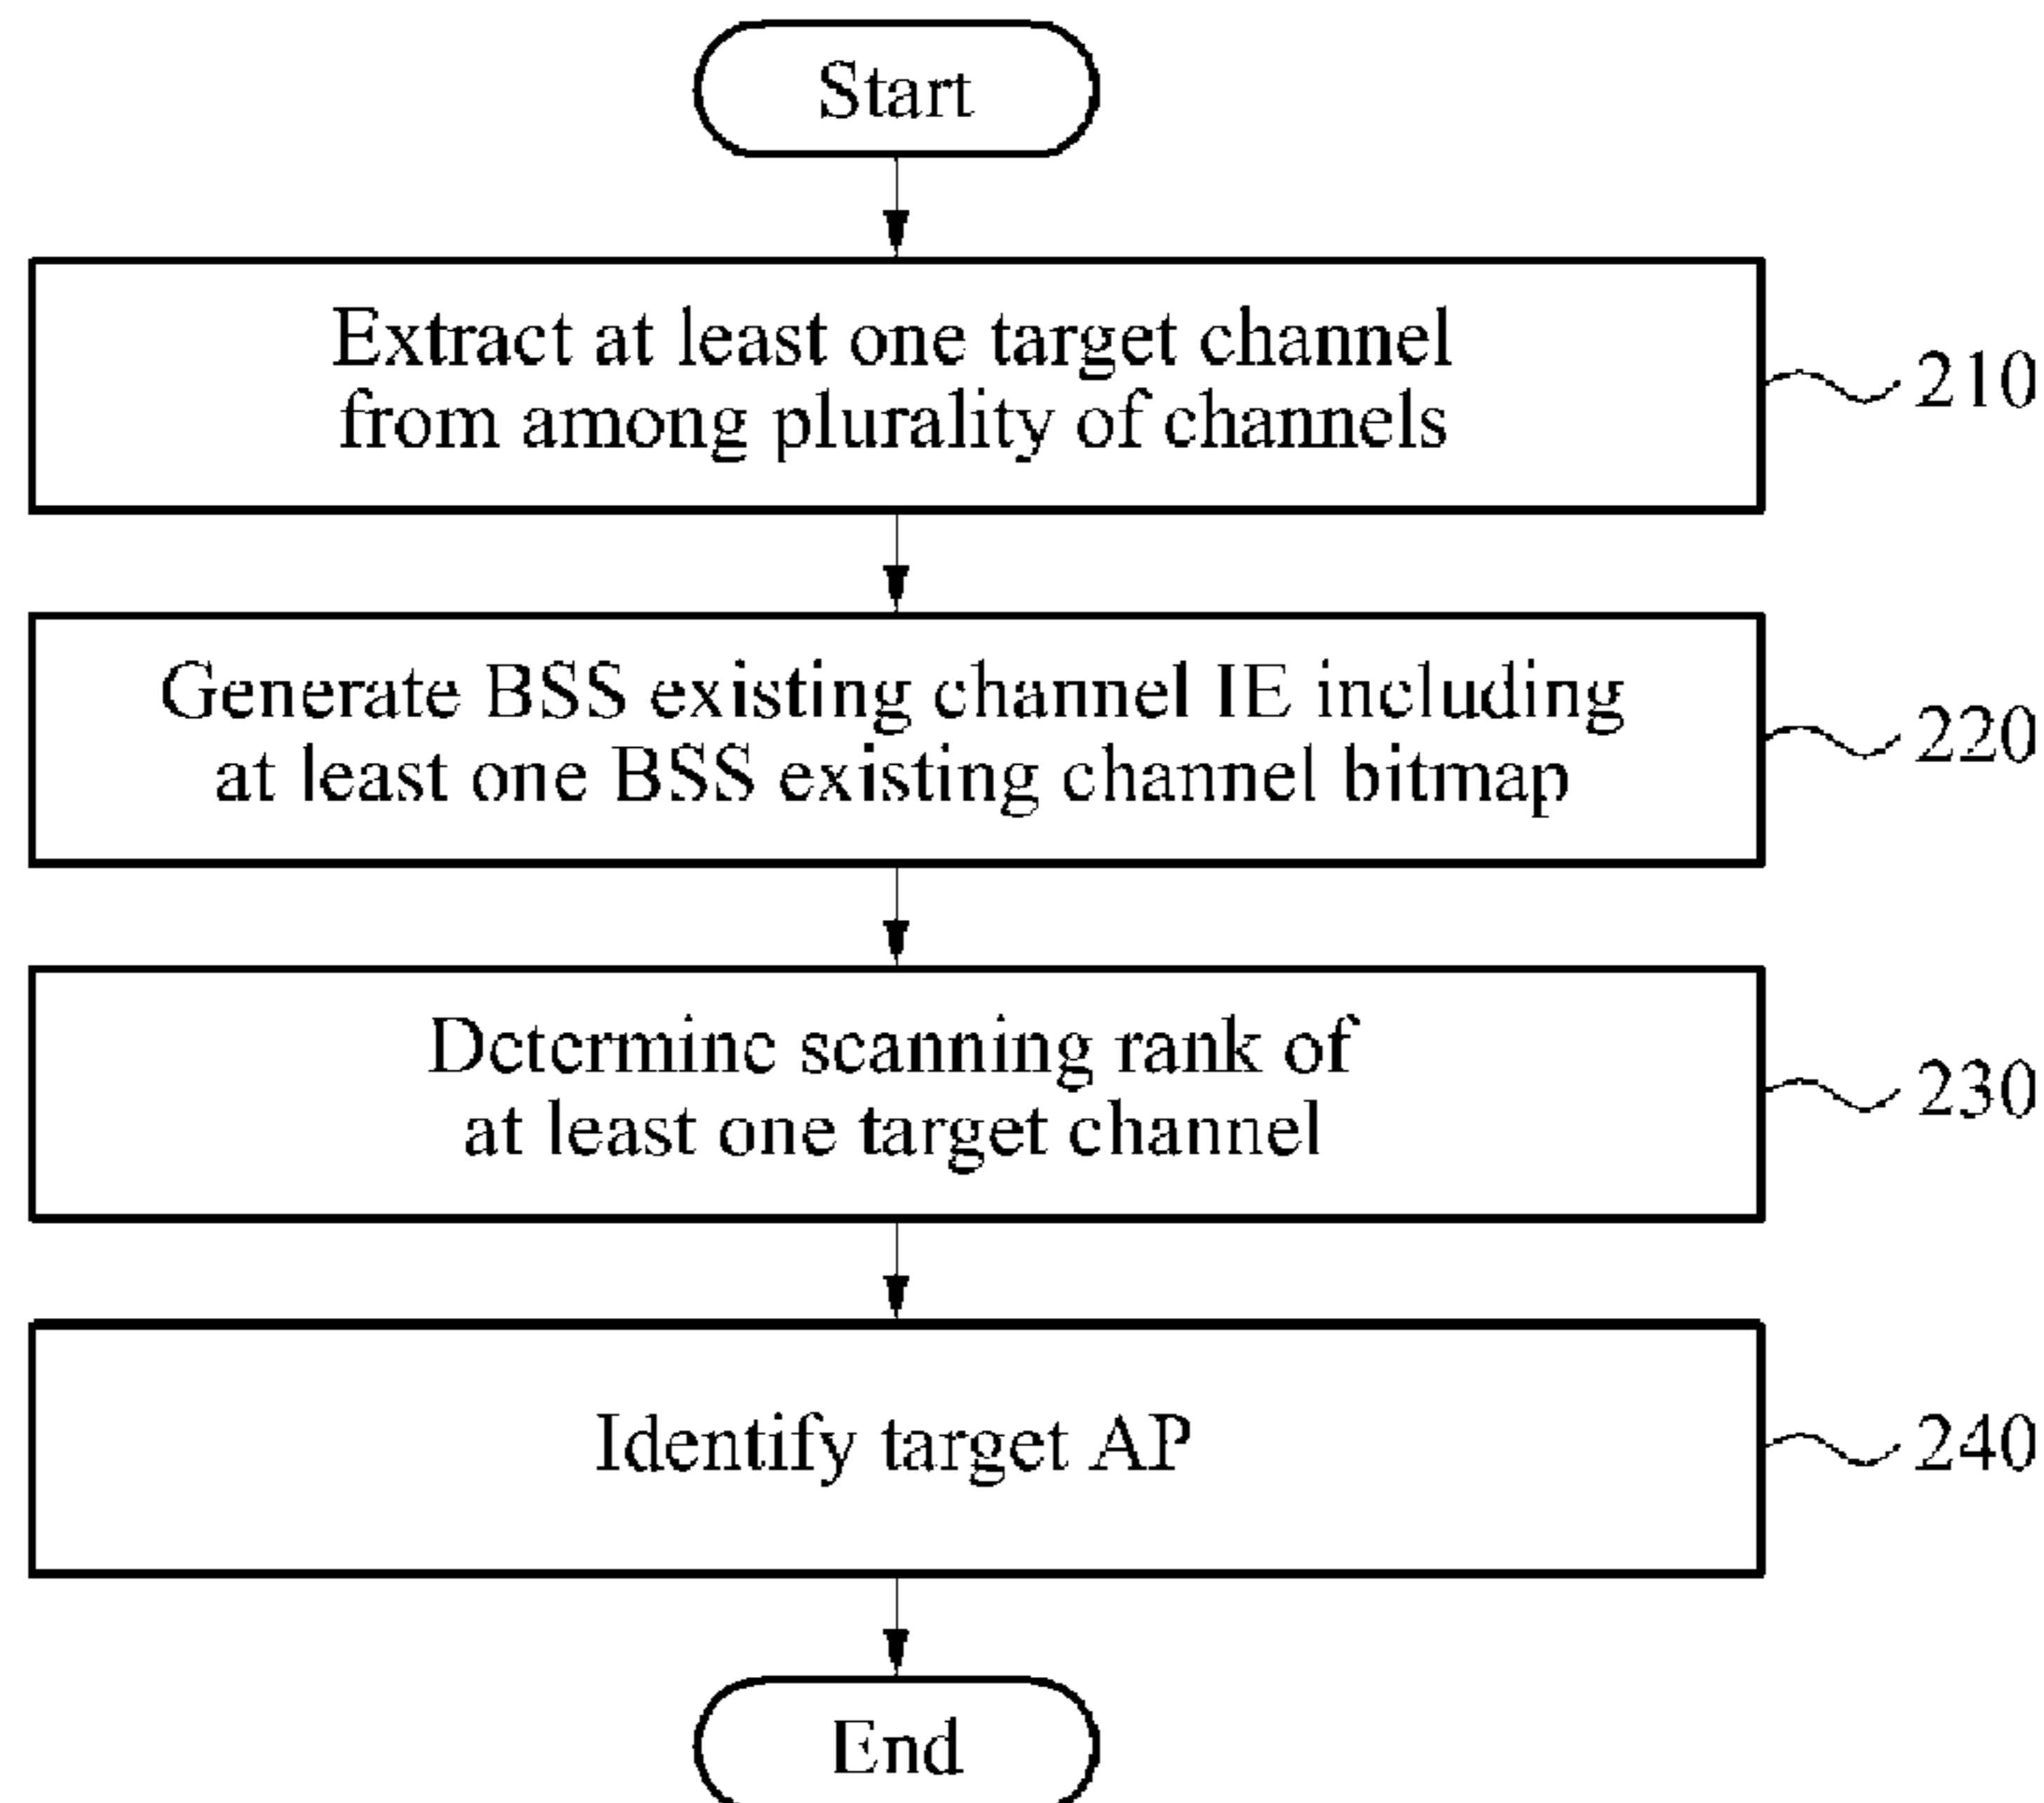 Start
Extract at least one target channel
from among plurality of channels
210
Generate BSS existing channel IE including
at least one BSS existing channel bitmap
220
Determine scanning rank of
at least one target channel
230
Identify target AP
240
End